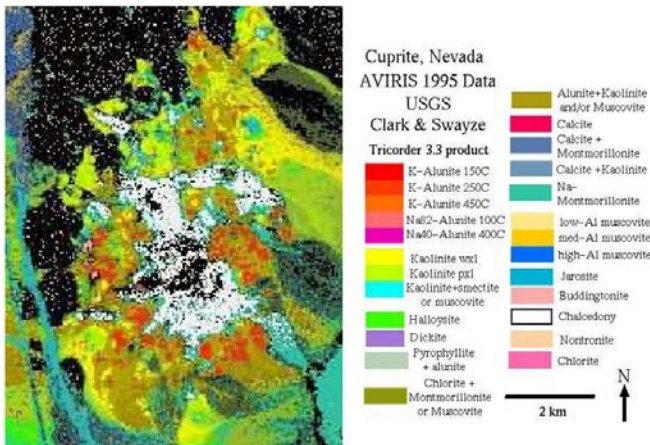 Cuprite, Nevada
AVIRIS 1995 Data
USGS
Clark & Swayze
Tricorder 3.3 product
K-Alunite 150C
K-Alunite 250C
K-Alunite 450C
Na82-Alunite 100C
Na40-Alunite 400C
Kaolinite wxl
Kaolinite pxl
Kaolinite+smectite
or muscovite
Halloysite
Dickite
Pyrophyllite
+ alunite
Chlorite +
Montmorillonite
or Muscovite
Alunite+Kaolinite
and/or Muscovite
Calcite
Calcite +
Montmorillonite
Calcite+Kaolinite
Na-
Montmorillonite
low-Al muscovite
med-Al muscovite
high-Al muscovite
Jarosite
Buddingtonite
Chalcedony
Nontronite
Chlorite
N
2 km